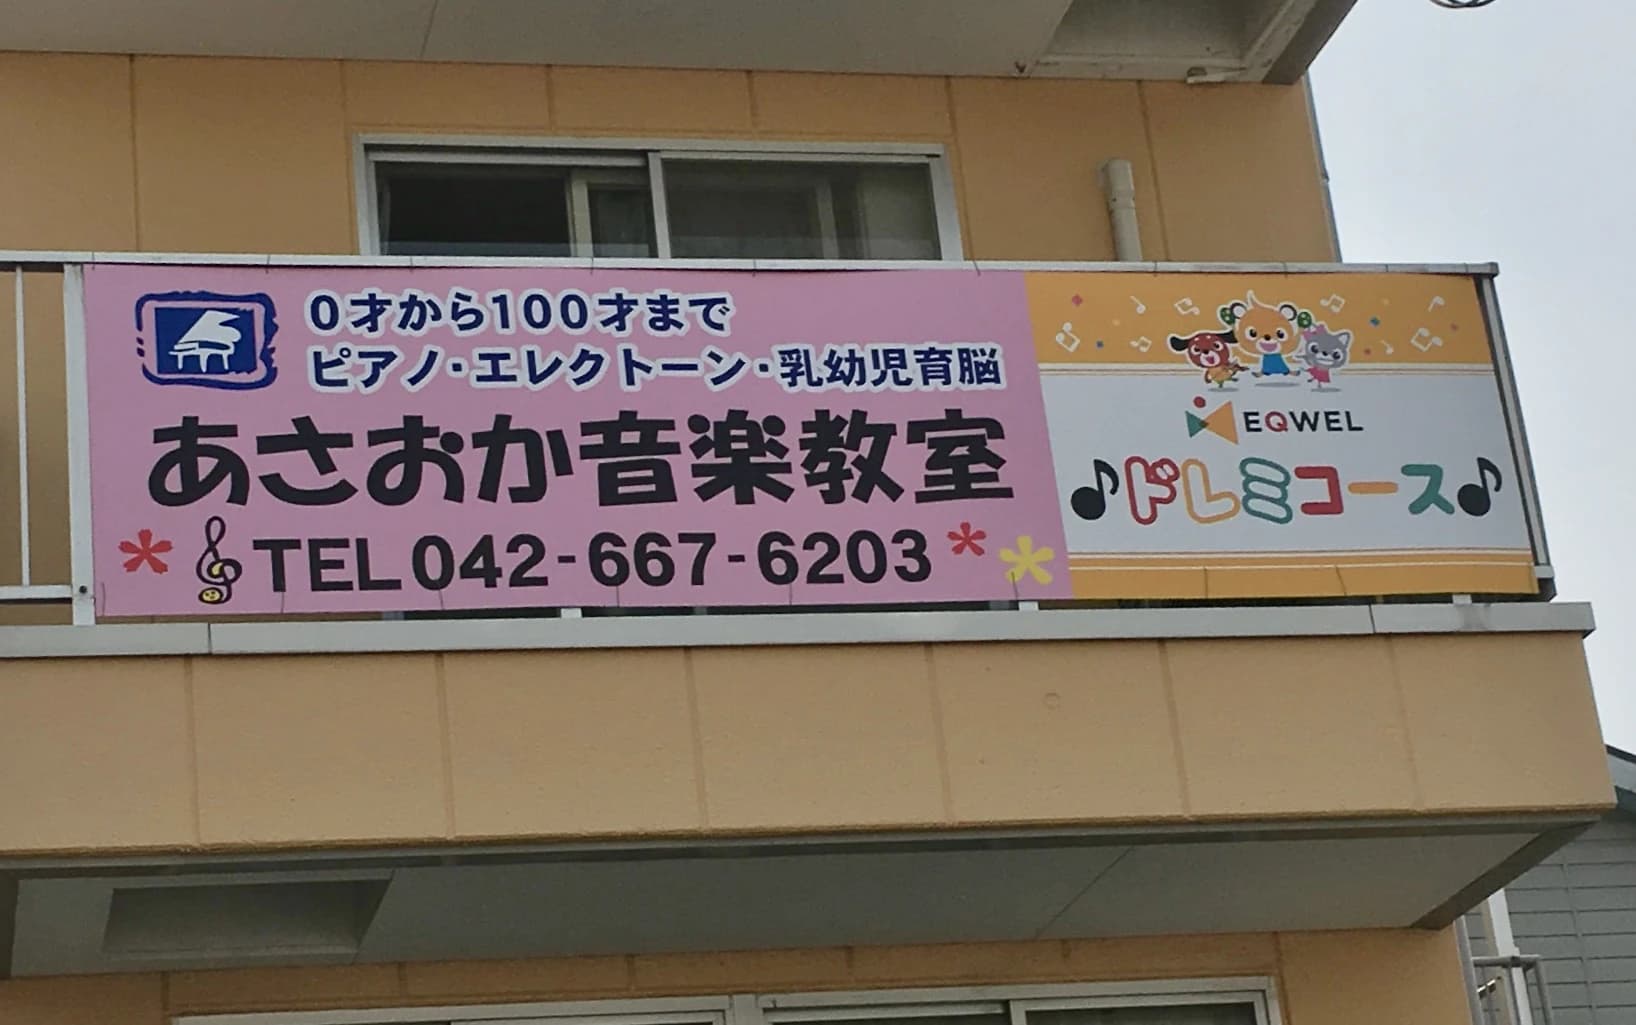 0才から100才まで
ピアノ・エレクトーン・乳幼児育脳
あさおか音楽教室
TEL 042-667-6203
EQWEL
ドレミコース